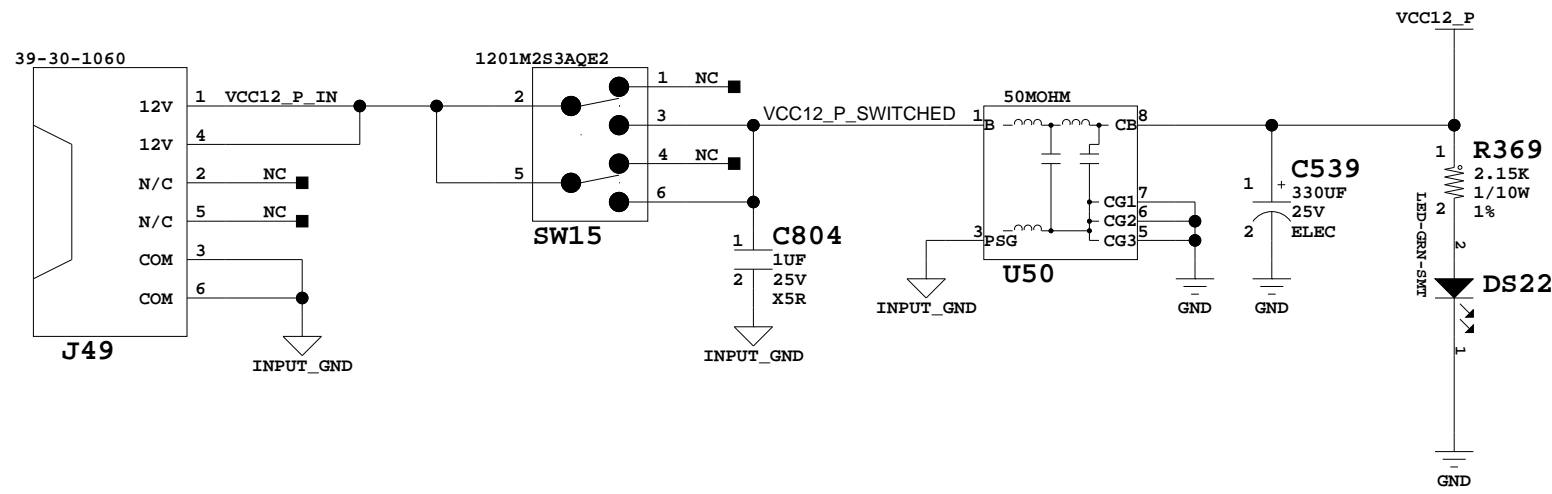 VCC12_P
39-30-1060
12V 1 VCC12_P_IN
12V 4
N/C 2 NC
N/C 5 NC
COM 3
COM 6
J49
INPUT_GND
1201M2S3AQE2
2
5
1 NC
3
4 NC
6
SW15
VCC12_P_SWITCHED
1
2
C804
1UF
25V
X5R
INPUT_GND
50MOHM
1 B
CB 8
CG1 7
CG2 6
CG3 5
3 PSG
U50
INPUT_GND
GND
C539
1 +
330UF
25V
2 ELEC
GND
R369
1
2.15K
1/10W
2 1%
LED-GRN-SMT
2
DS22
1
GND